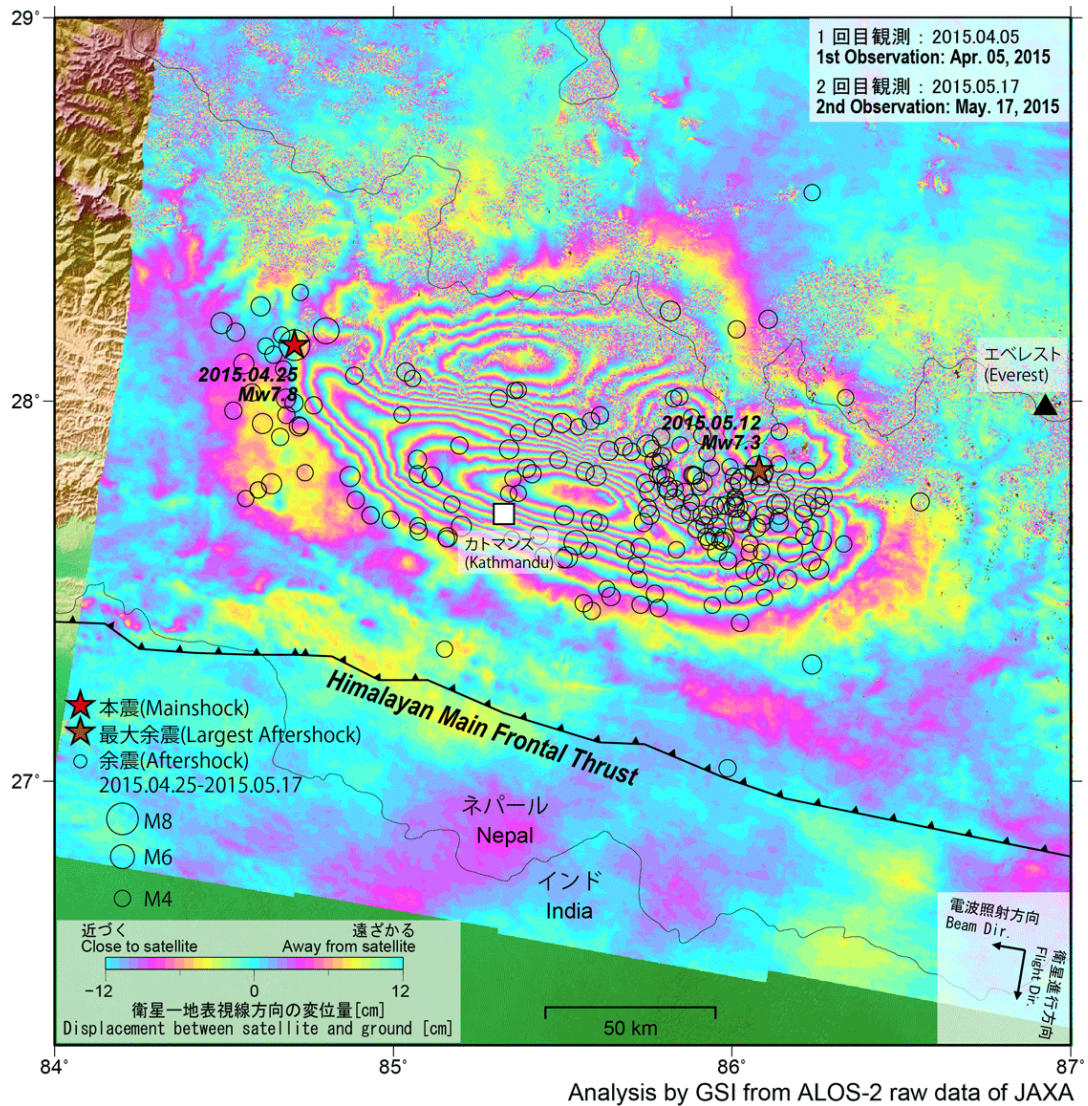 29°
28°
27°
1 回目観測：2015.04.05
1st Observation: Apr. 05, 2015
2 回目観測：2015.05.17
2nd Observation: May. 17, 2015
エベレスト
(Everest)
2015.04.25
Mw7.8
2015.05.12
Mw7.3
カトマンズ
(Kathmandu)
Himalayan Main Frontal Thrust
本震(Mainshock)
最大余震(Largest Aftershock)
余震(Aftershock)
2015.04.25-2015.05.17
M8
M6
M4
ネパール
Nepal
インド
India
近づく
Close to satellite
遠ざかる
Away from satellite
−12
0
12
衛星―地表視線方向の変位量[cm]
Displacement between satellite and ground [cm]
50 km
電波照射方向
Beam Dir.
衛星進行方向
Flight Dir.
84°
85°
86°
87°
Analysis by GSI from ALOS-2 raw data of JAXA